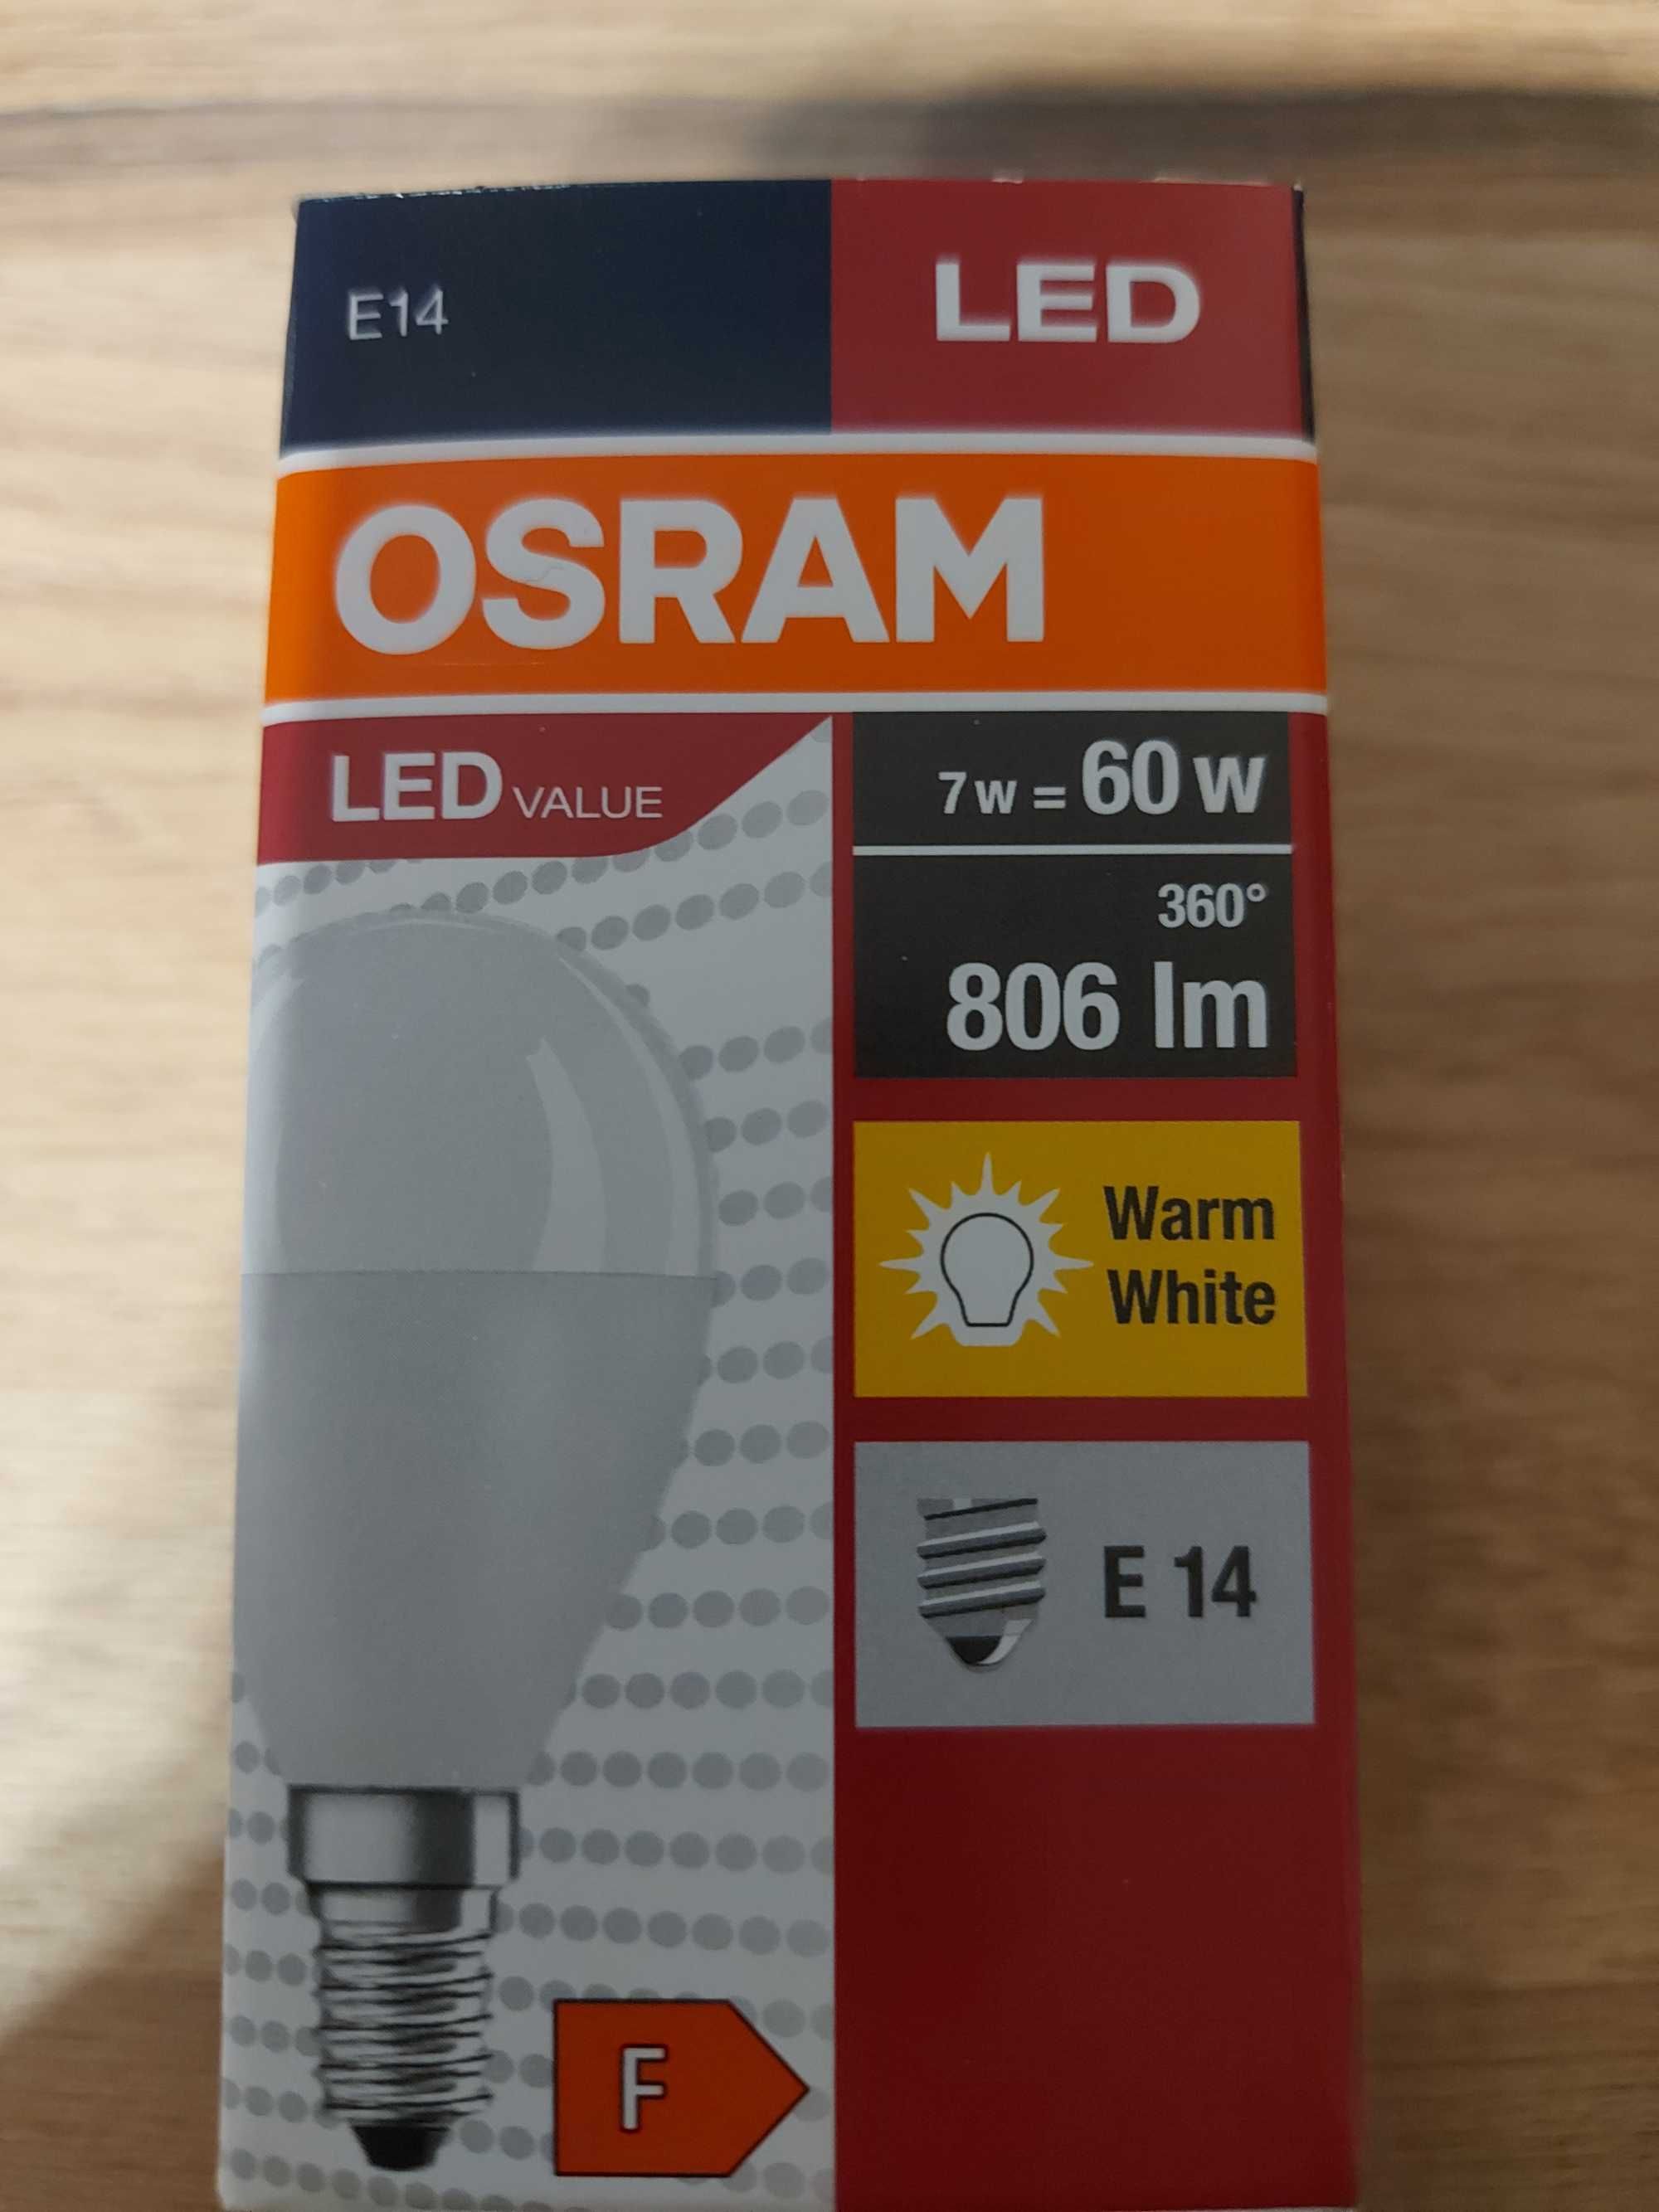 E14
LED
OSRAM
LED VALUE
7 W = 60 W
360°
806 lm
Warm
White
E 14
F